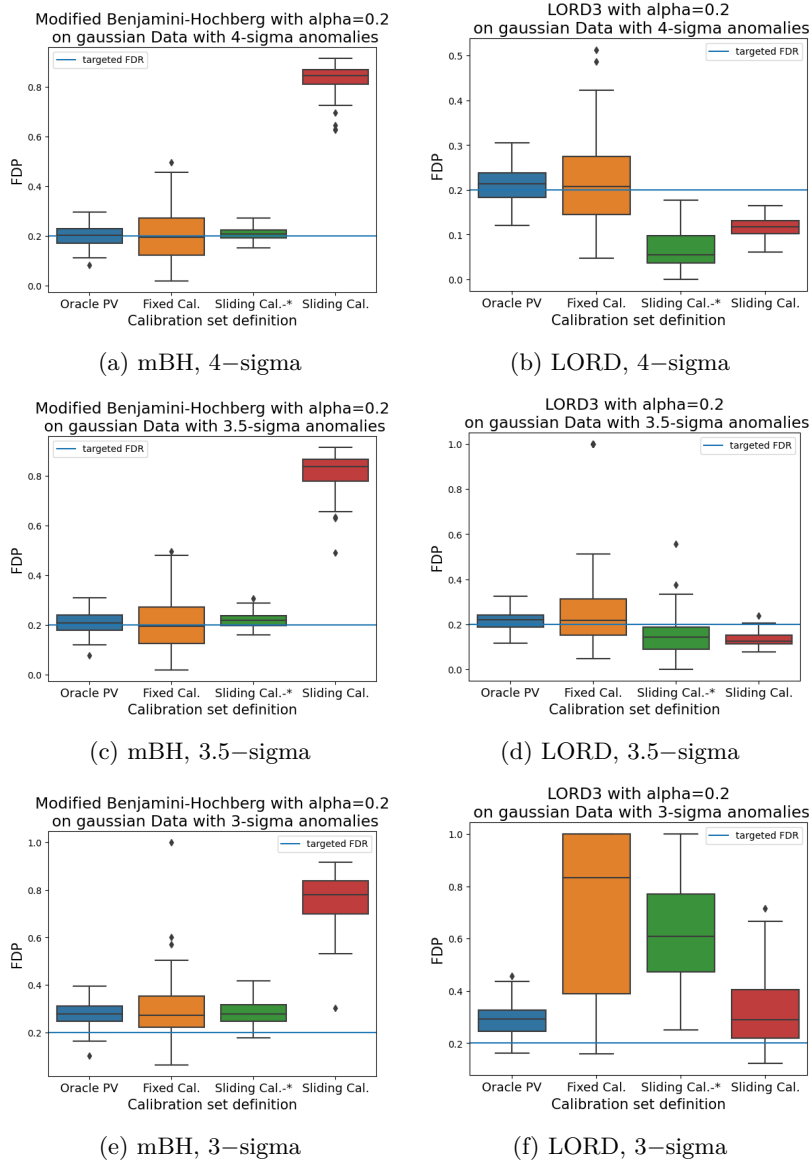 Modified Benjamini-Hochberg with alpha=0.2
on gaussian Data with 4-sigma anomalies
targeted FDR
FDP
0.8
0.6
0.4
0.2
0.0
Oracle PV Fixed Cal. Sliding Cal.-* Sliding Cal.
Calibration set definition
(a) mBH, 4−sigma
LORD3 with alpha=0.2
on gaussian Data with 4-sigma anomalies
targeted FDR
FDP
0.5
0.4
0.3
0.2
0.1
0.0
Oracle PV Fixed Cal. Sliding Cal.-* Sliding Cal.
Calibration set definition
(b) LORD, 4−sigma
Modified Benjamini-Hochberg with alpha=0.2
on gaussian Data with 3.5-sigma anomalies
targeted FDR
FDP
0.8
0.6
0.4
0.2
0.0
Oracle PV Fixed Cal. Sliding Cal.-* Sliding Cal.
Calibration set definition
(c) mBH, 3.5−sigma
LORD3 with alpha=0.2
on gaussian Data with 3.5-sigma anomalies
targeted FDR
FDP
1.0
0.8
0.6
0.4
0.2
0.0
Oracle PV Fixed Cal. Sliding Cal.-* Sliding Cal.
Calibration set definition
(d) LORD, 3.5−sigma
Modified Benjamini-Hochberg with alpha=0.2
on gaussian Data with 3-sigma anomalies
targeted FDR
FDP
1.0
0.8
0.6
0.4
0.2
Oracle PV Fixed Cal. Sliding Cal.-* Sliding Cal.
Calibration set definition
(e) mBH, 3−sigma
LORD3 with alpha=0.2
on gaussian Data with 3-sigma anomalies
targeted FDR
FDP
1.0
0.8
0.6
0.4
0.2
Oracle PV Fixed Cal. Sliding Cal.-* Sliding Cal.
Calibration set definition
(f) LORD, 3−sigma